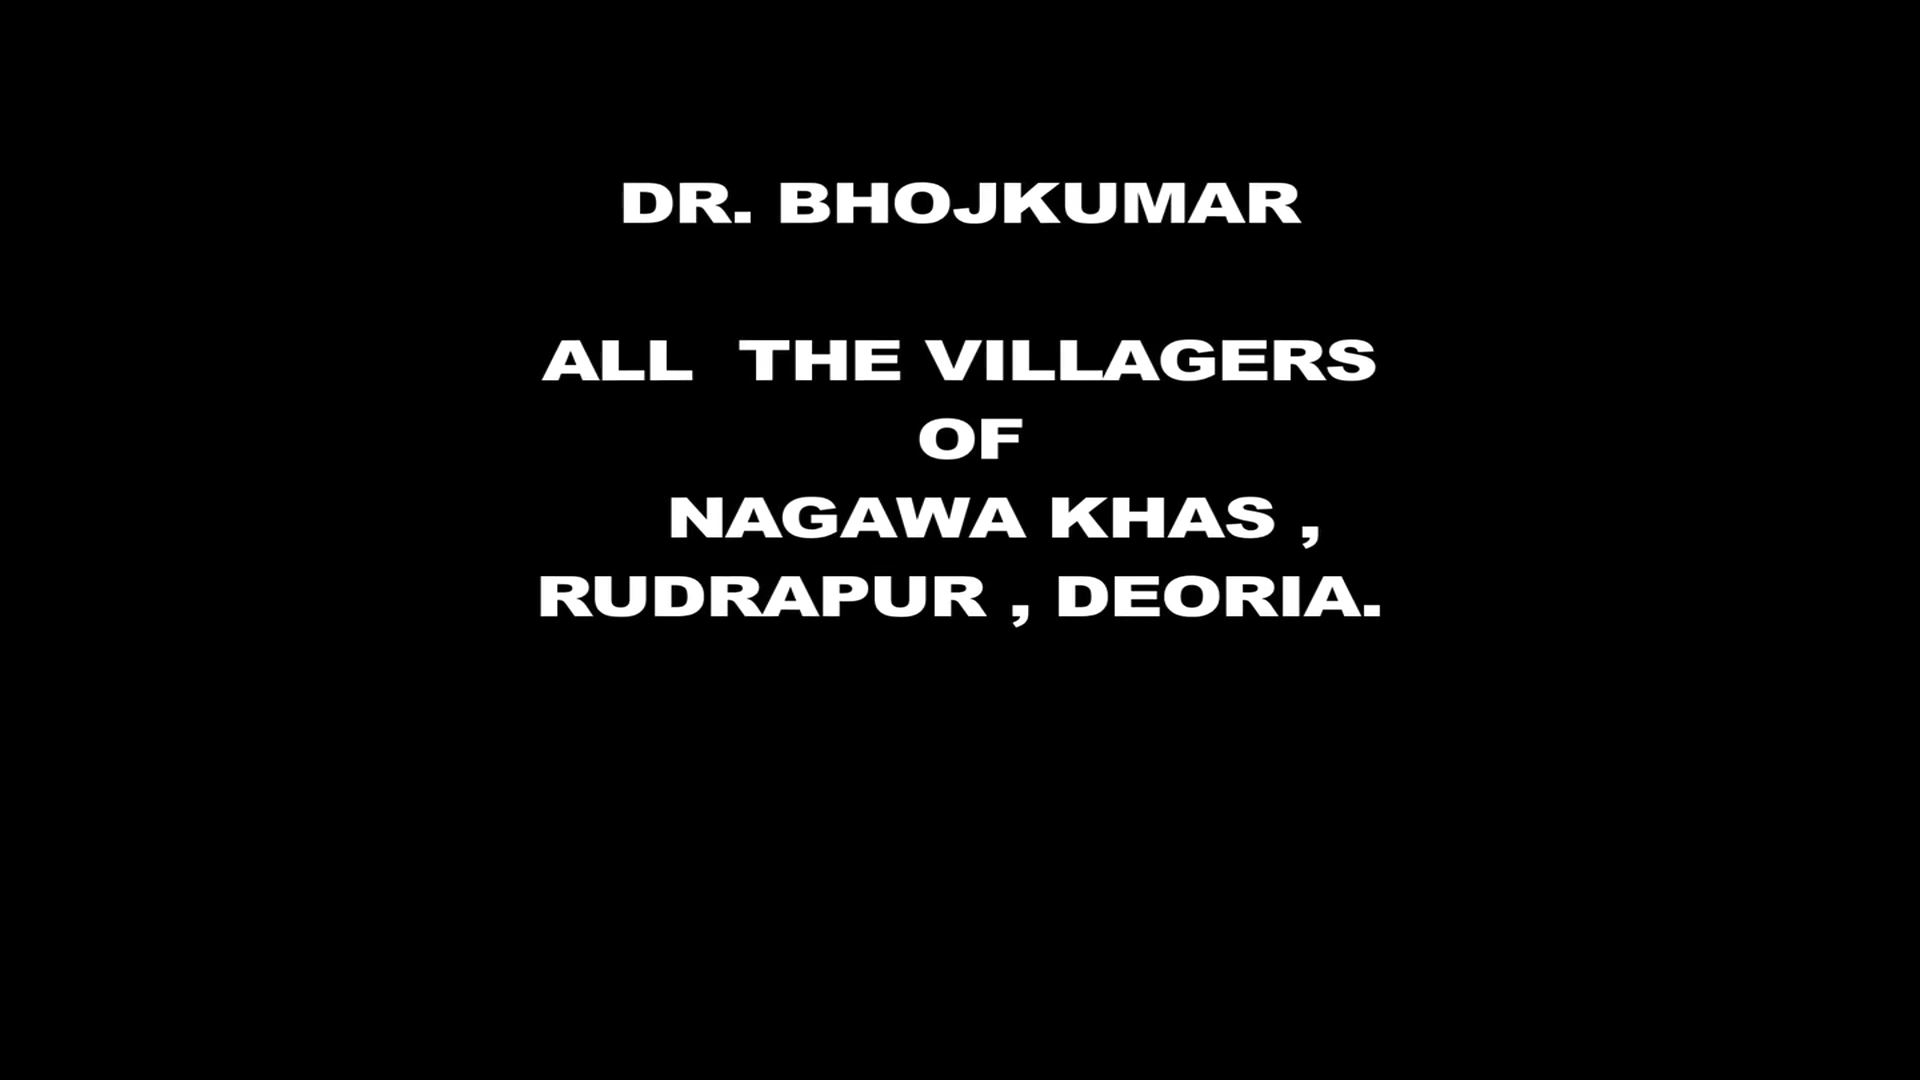 DR. BHOJKUMAR
ALL THE VILLAGERS
OF
NAGAWA KHAS ,
RUDRAPUR , DEORIA.